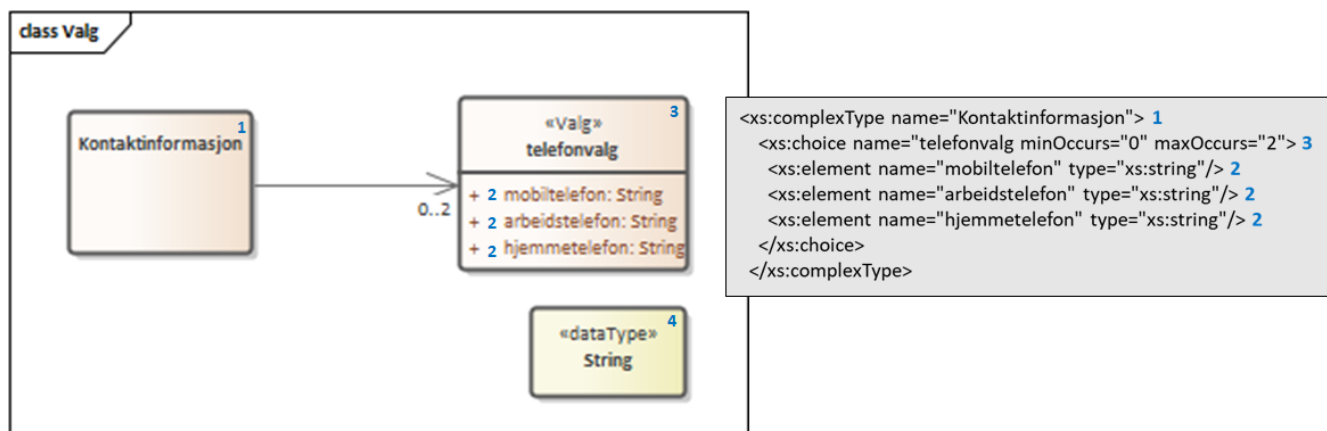 class Valg
Kontaktinformasjon 1
«Valg» 3
telefonvalg
+ 2 mobiltelefon: String
+ 2 arbeidstelefon: String
+ 2 hjemmetelefon: String
0..2
«dataType» 4
String
<xs:complexType name="Kontaktinformasjon"> 1
<xs:choice name="telefonvalg minOccurs="0" maxOccurs="2"> 3
<xs:element name="mobiltelefon" type="xs:string"/> 2
<xs:element name="arbeidstelefon" type="xs:string"/> 2
<xs:element name="hjemmetelefon" type="xs:string"/> 2
</xs:choice>
</xs:complexType>